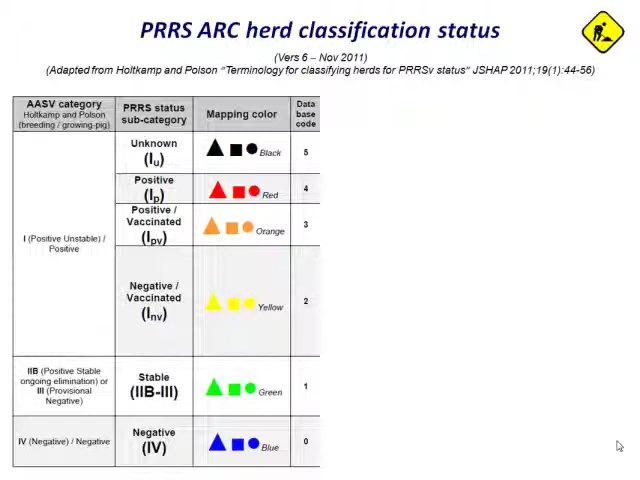 PRRS ARC herd classification status
(Vers 6 – Nov 2011)
(Adapted from Holtkamp and Polson "Terminology for classifying herds for PRRSv status" JSHAP 2011;19(1):44-56)
AASV category
Holtkamp and Polson
(breeding / growing-pig)
PRRS status
sub-category
Mapping color
Data
base
code
Unknown
(Iu)
Black
5
Positive
(Ip)
Red
4
Positive /
Vaccinated
(Ipv)
Orange
3
I (Positive Unstable) /
Positive
Negative /
Vaccinated
(Inv)
Yellow
2
IIB (Positive Stable
ongoing elimination) or
III (Provisional
Negative)
Stable
(IIB-III)
Green
1
IV (Negative) / Negative
Negative
(IV)
Blue
0